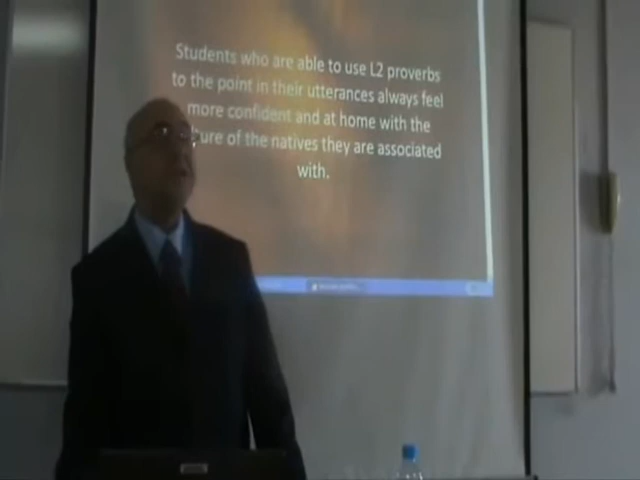 Students who are able to use L2 proverbs
to the point in their utterances always feel
more confident and at home with the
of the natives they are associated
with.